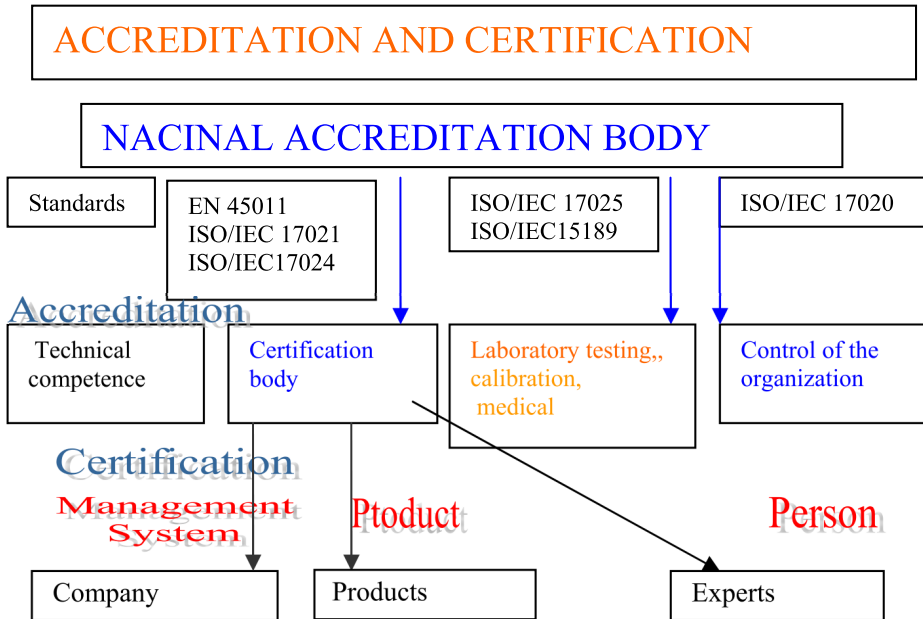 ACCREDITATION AND CERTIFICATION
NACINAL ACCREDITATION BODY
Standards
EN 45011
ISO/IEC 17021
ISO/IEC17024
ISO/IEC 17025
ISO/IEC15189
ISO/IEC 17020
Accreditation
Technical
competence
Certification
body
Laboratory testing,,
calibration,
medical
Control of the
organization
Certification
Management
System
Ptoduct
Person
Company
Products
Experts